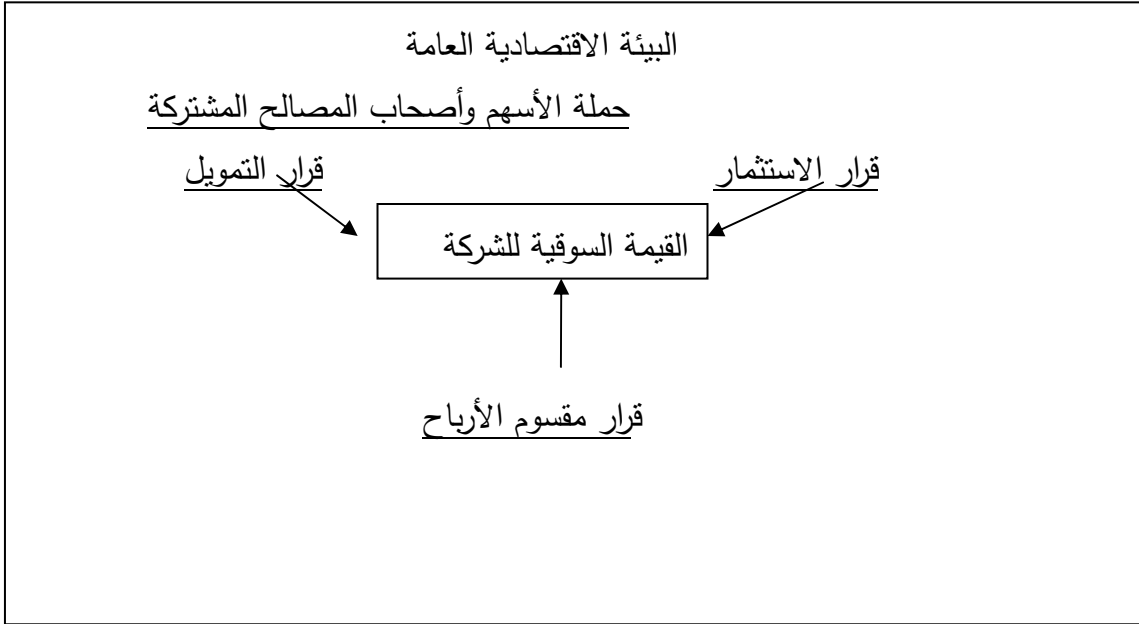 البيئة الاقتصادية العامة
حملة الأسهم وأصحاب المصالح المشتركة
قرار الاستثمار
قرار التمويل
القيمة السوقية للشركة
قرار مقسوم الأرباح